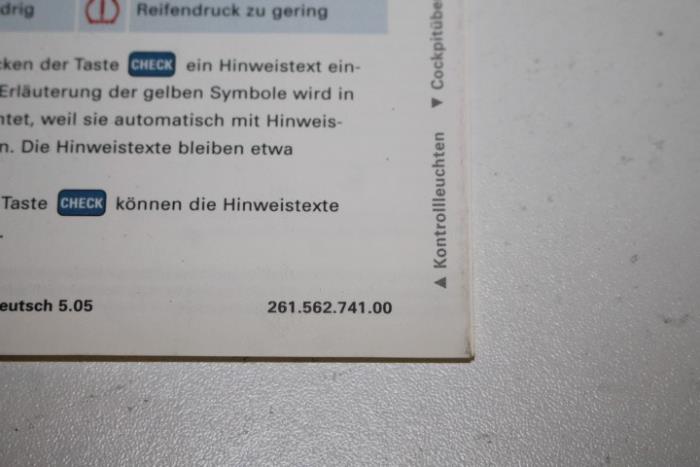 drig Reifendruck zu gering
cken der Taste CHECK ein Hinweistext ein-
Erläuterung der gelben Symbole wird in
htet, weil sie automatisch mit Hinweis-
n. Die Hinweistexte bleiben etwa
Taste CHECK können die Hinweistexte
.
eutsch 5.05 261.562.741.00
▲ Kontrollleuchten ▼ Cockpitübe